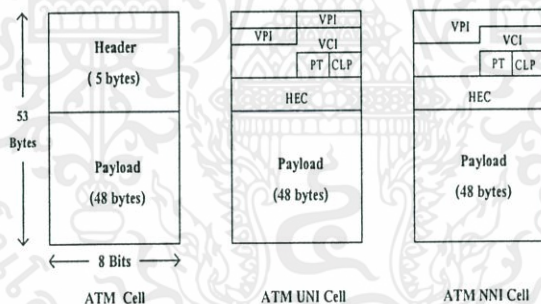 Header
( 5 bytes)
53
Bytes
Payload
(48 bytes)
8 Bits
ATM Cell
VPI
VPI
VCI
PT CLP
HEC
Payload
(48 bytes)
ATM UNI Cell
VPI
VCI
PT CLP
HEC
Payload
(48 bytes)
ATM NNI Cell